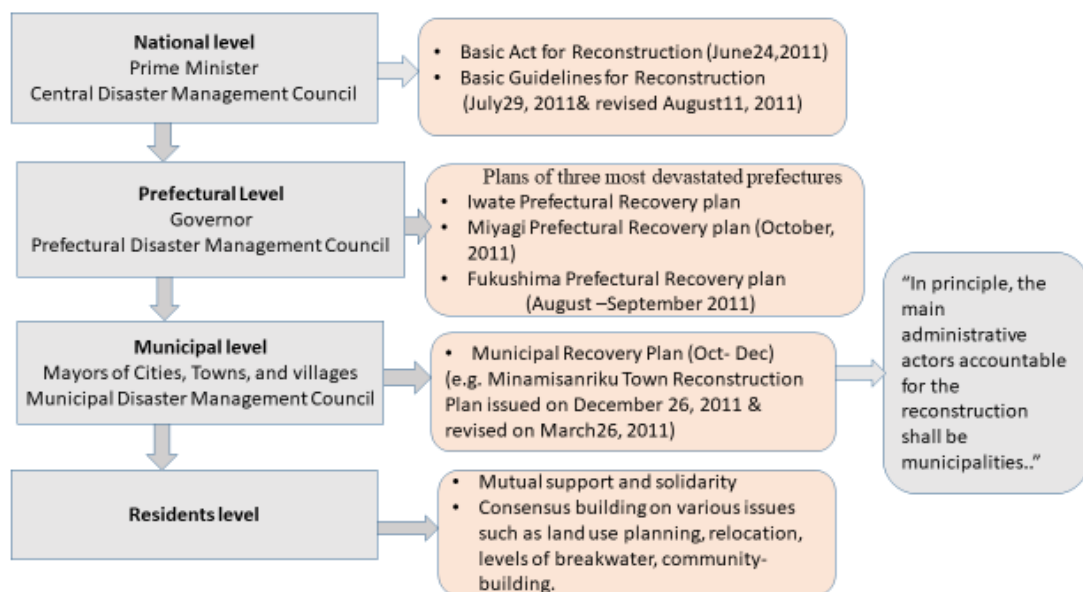 National level
Prime Minister
Central Disaster Management Council
• Basic Act for Reconstruction (June24,2011)
• Basic Guidelines for Reconstruction
(July29, 2011& revised August11, 2011)
Prefectural Level
Governor
Prefectural Disaster Management Council
Plans of three most devastated prefectures
• Iwate Prefectural Recovery plan
• Miyagi Prefectural Recovery plan (October,
2011)
• Fukushima Prefectural Recovery plan
(August –September 2011)
Municipal level
Mayors of Cities, Towns, and villages
Municipal Disaster Management Council
• Municipal Recovery Plan (Oct- Dec)
(e.g. Minamisanriku Town Reconstruction
Plan issued on December 26, 2011 &
revised on March26, 2011)
“In principle, the
main
administrative
actors accountable
for the
reconstruction
shall be
municipalities..”
Residents level
• Mutual support and solidarity
• Consensus building on various issues
such as land use planning, relocation,
levels of breakwater, community-
building.